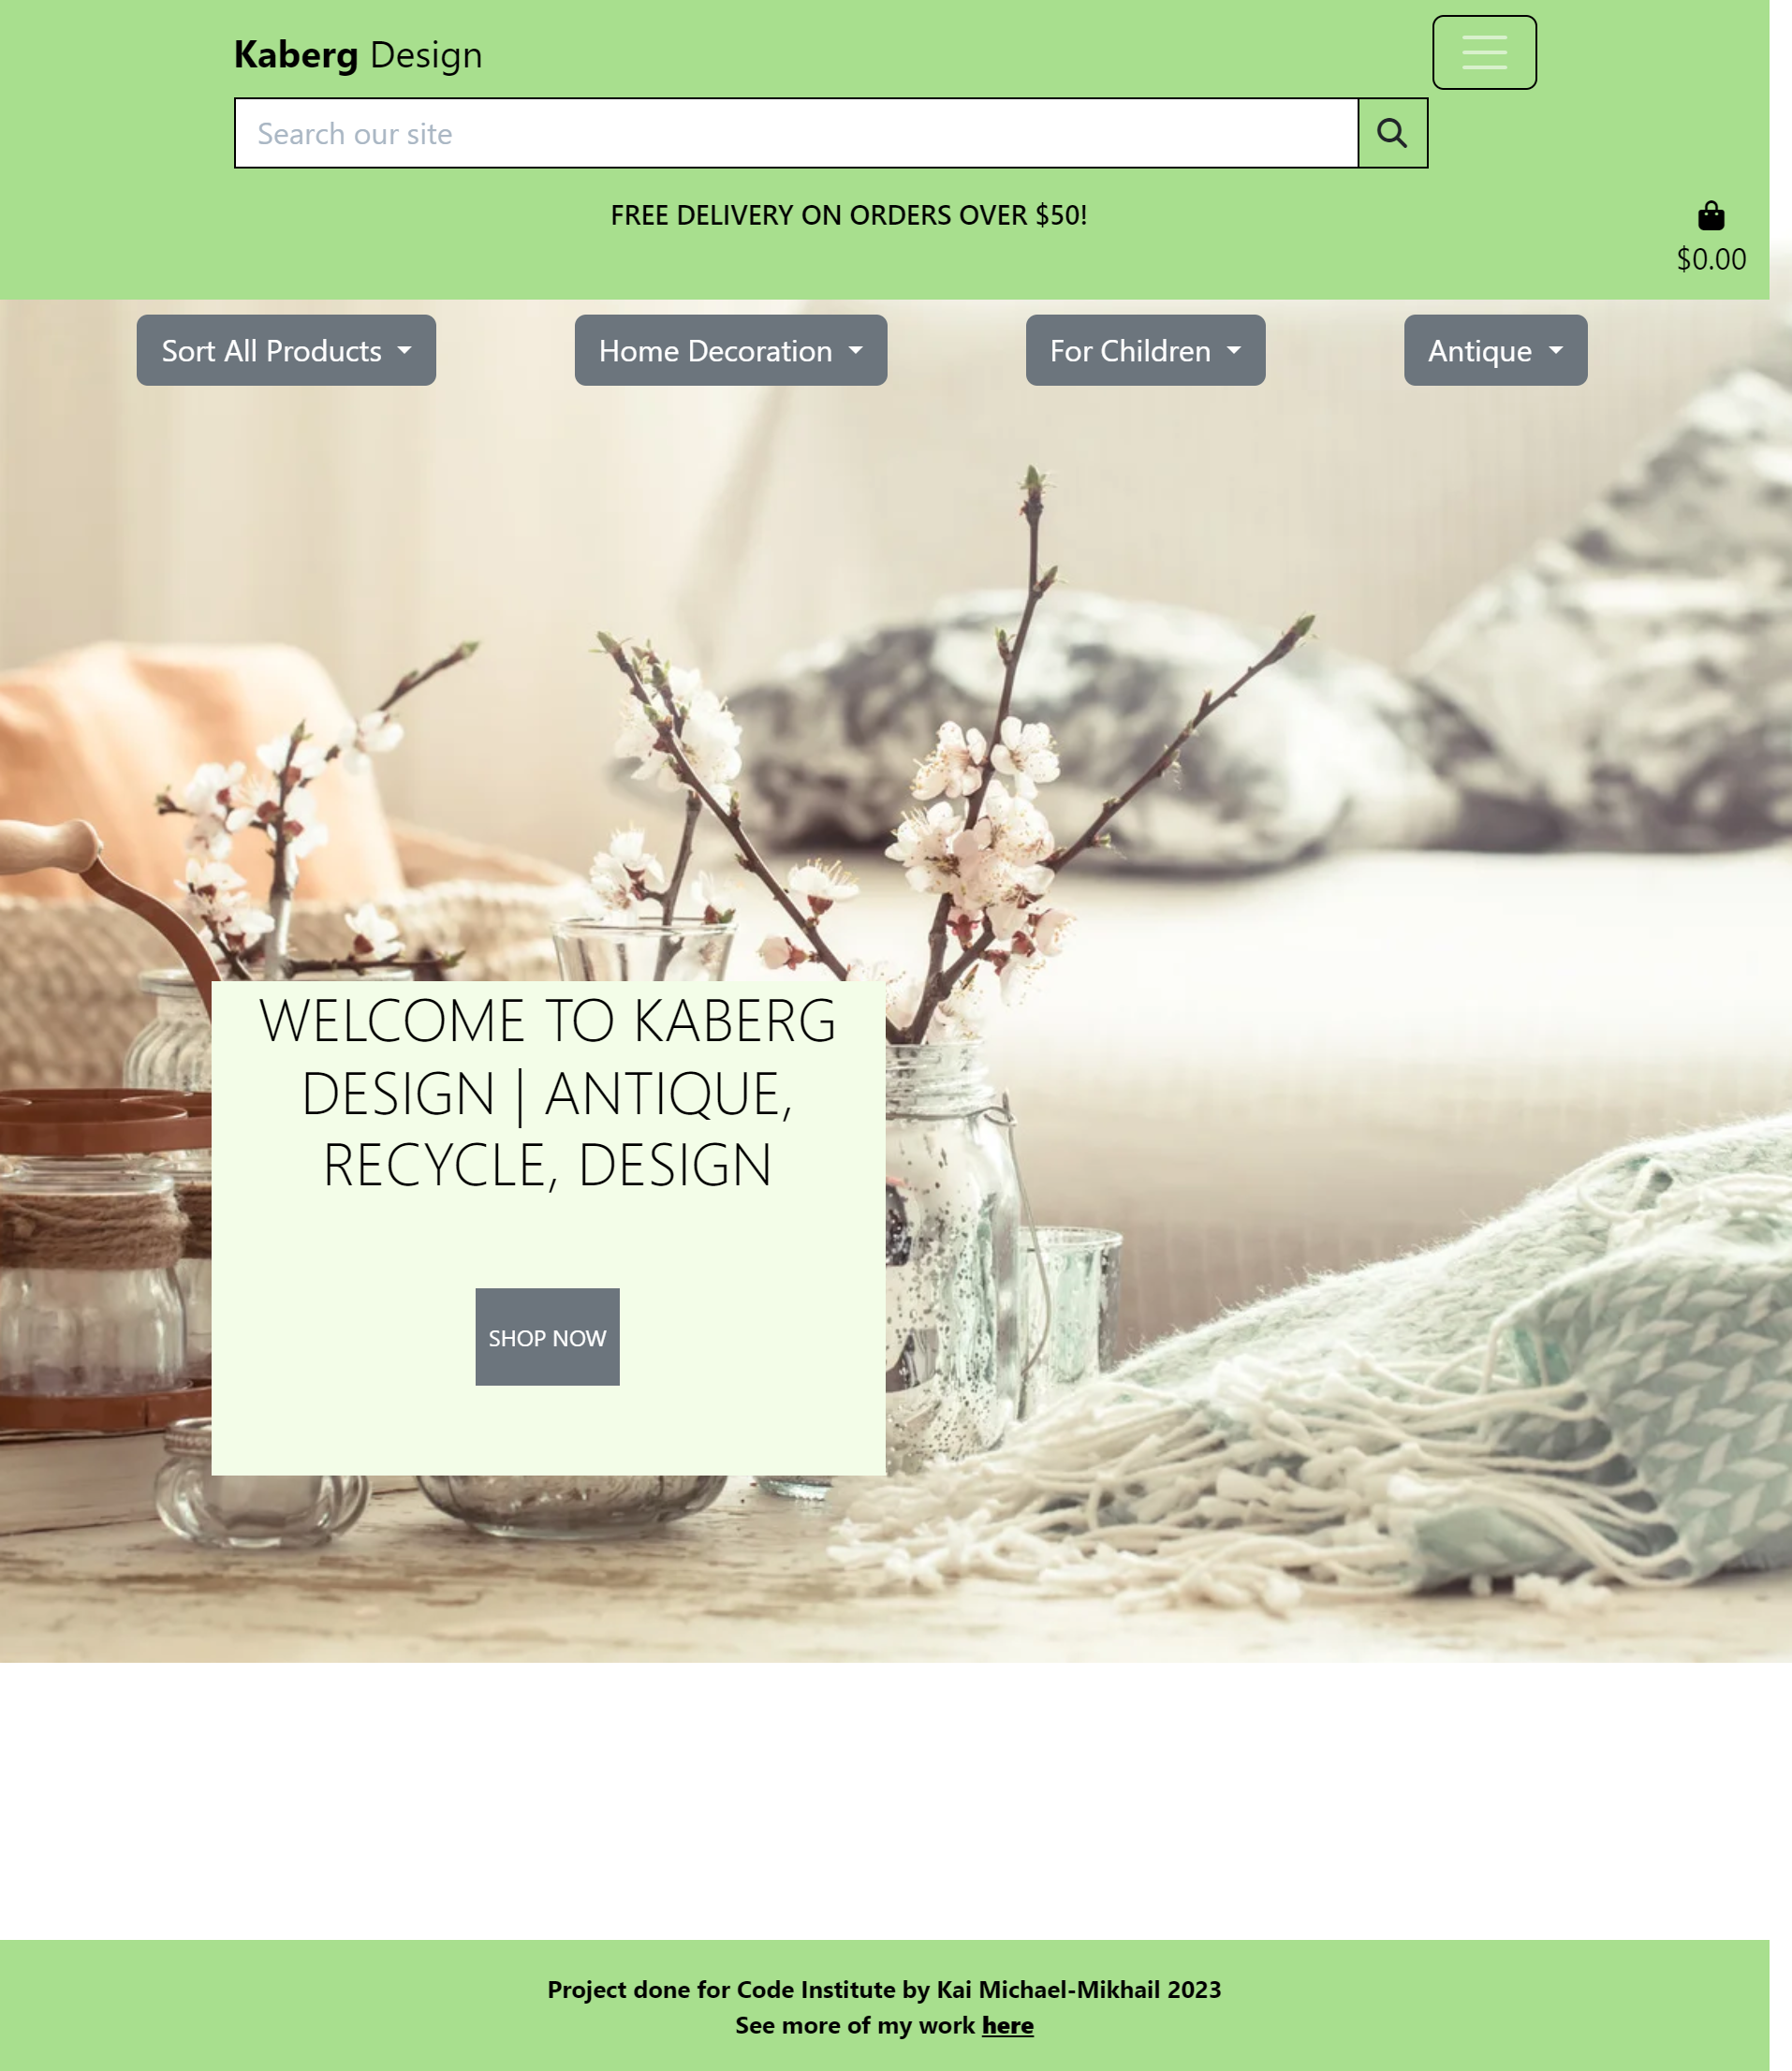 Kaberg Design
Search our site
FREE DELIVERY ON ORDERS OVER $50!
$0.00
Sort All Products
Home Decoration
For Children
Antique
WELCOME TO KABERG
DESIGN | ANTIQUE,
RECYCLE, DESIGN
SHOP NOW
Project done for Code Institute by Kai Michael-Mikhail 2023
See more of my work here